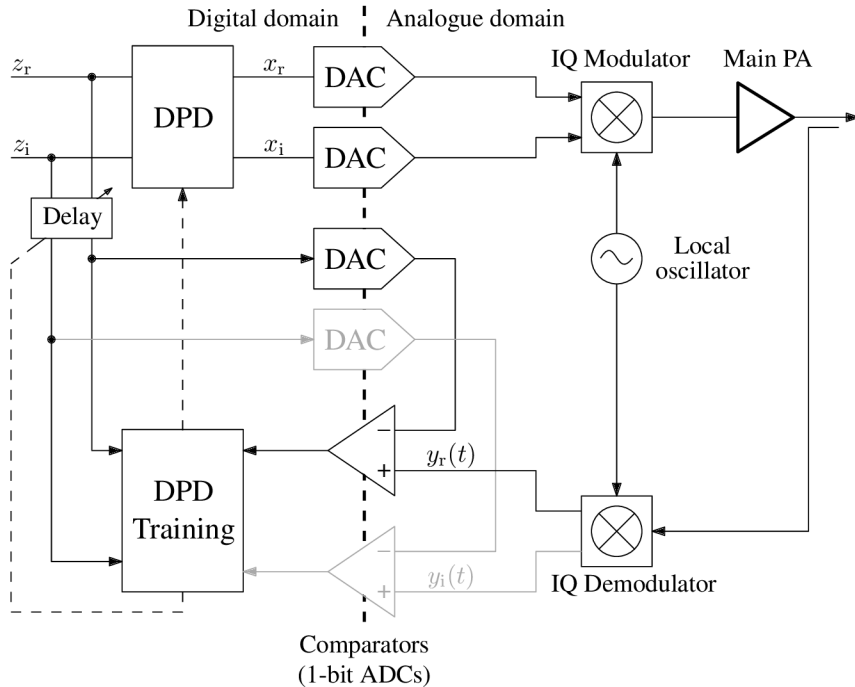 Digital domain
Analogue domain
z_r
x_r
DAC
IQ Modulator
Main PA
DPD
z_i
x_i
DAC
Delay
DAC
Local
oscillator
DAC
−
+
y_r(t)
DPD
Training
−
+
y_i(t)
IQ Demodulator
Comparators
(1-bit ADCs)